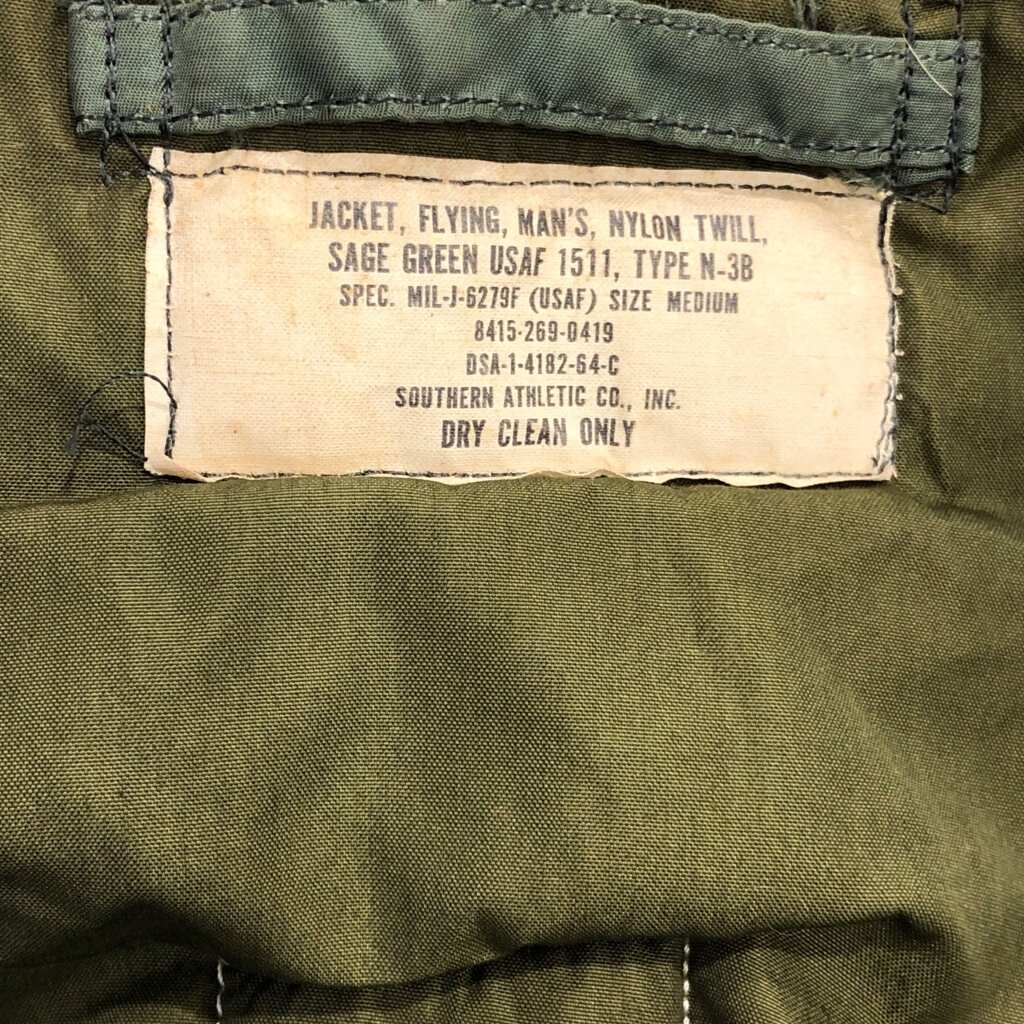 JACKET, FLYING, MAN'S, NYLON TWILL,
SAGE GREEN USAF 1511, TYPE N-3B
SPEC. MIL-J-6279F (USAF) SIZE MEDIUM
8415-269-0419
DSA-1-4182-64-C
SOUTHERN ATHLETIC CO., INC.
DRY CLEAN ONLY